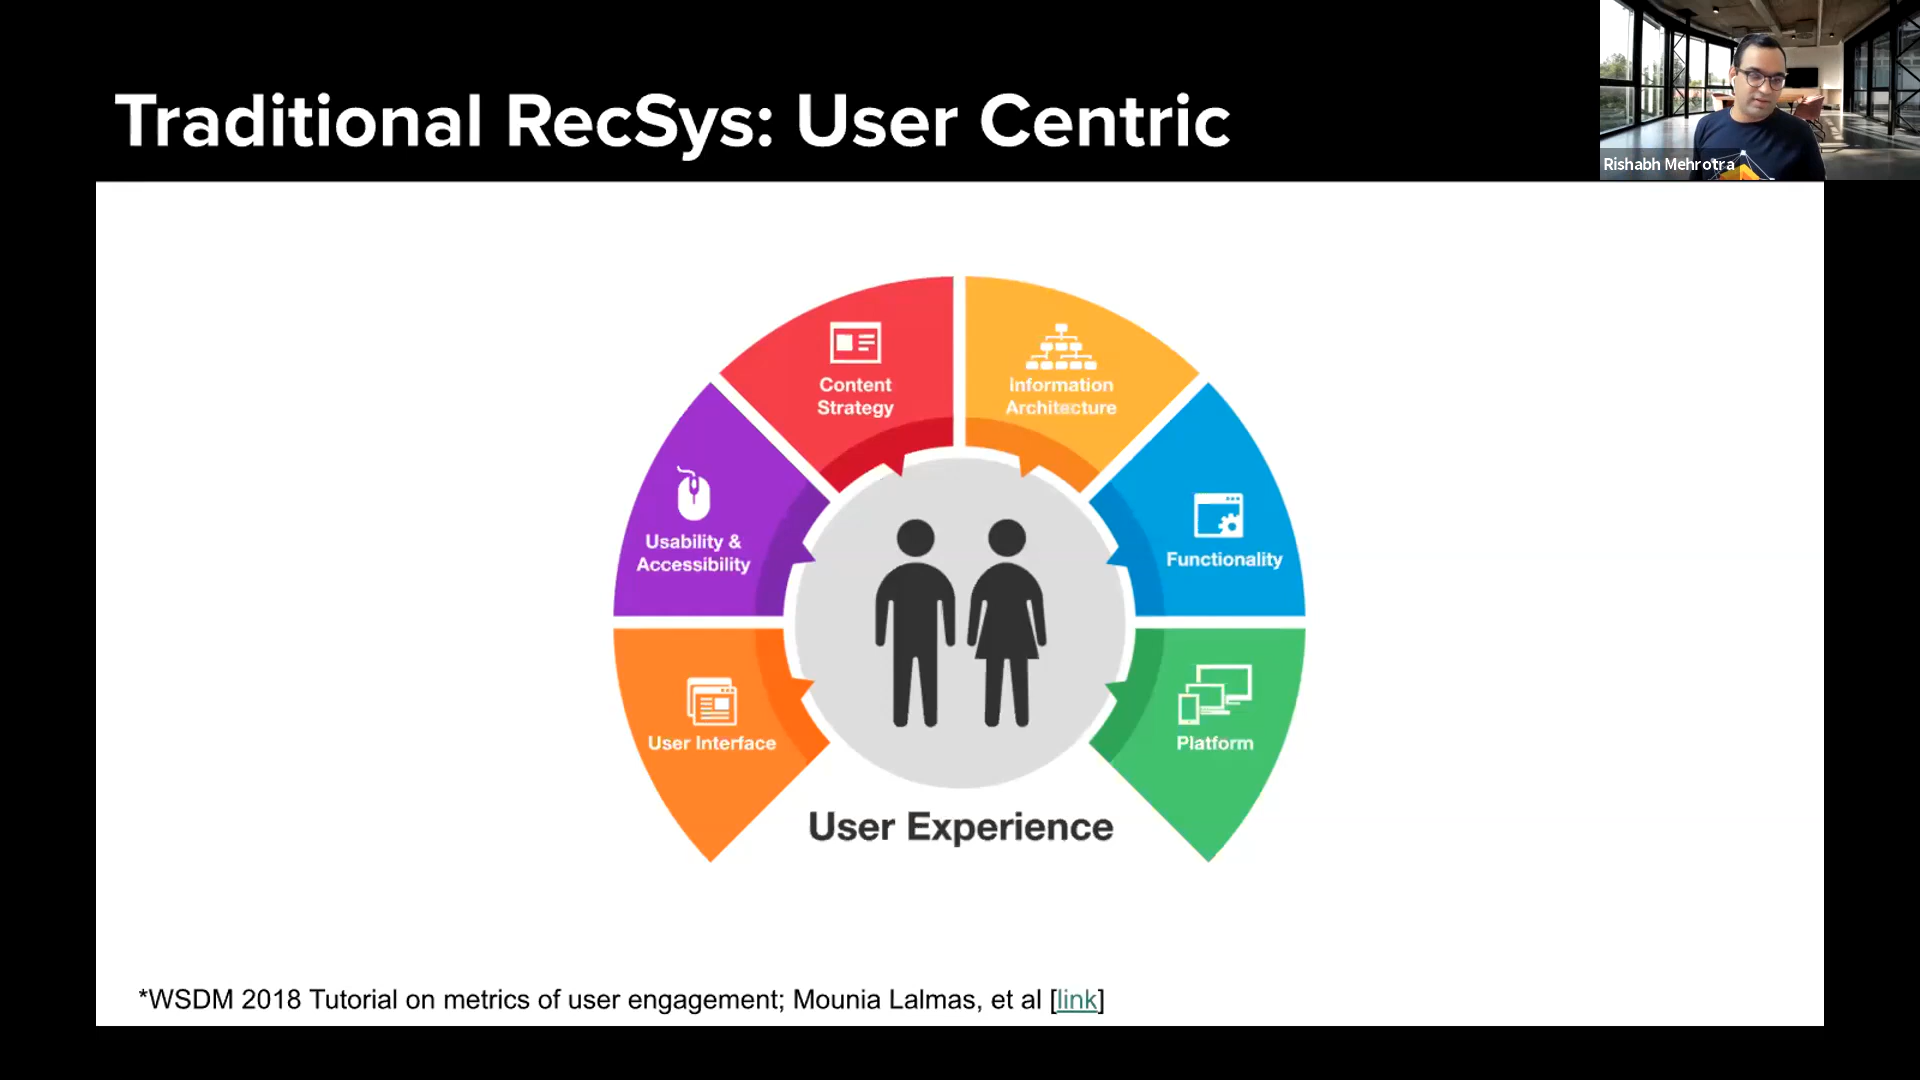 Traditional RecSys: User Centric
Rishabh Mehrotra
Content
Strategy
Information
Architecture
Usability &
Accessibility
Functionality
User Interface
Platform
User Experience
*WSDM 2018 Tutorial on metrics of user engagement; Mounia Lalmas, et al [link]